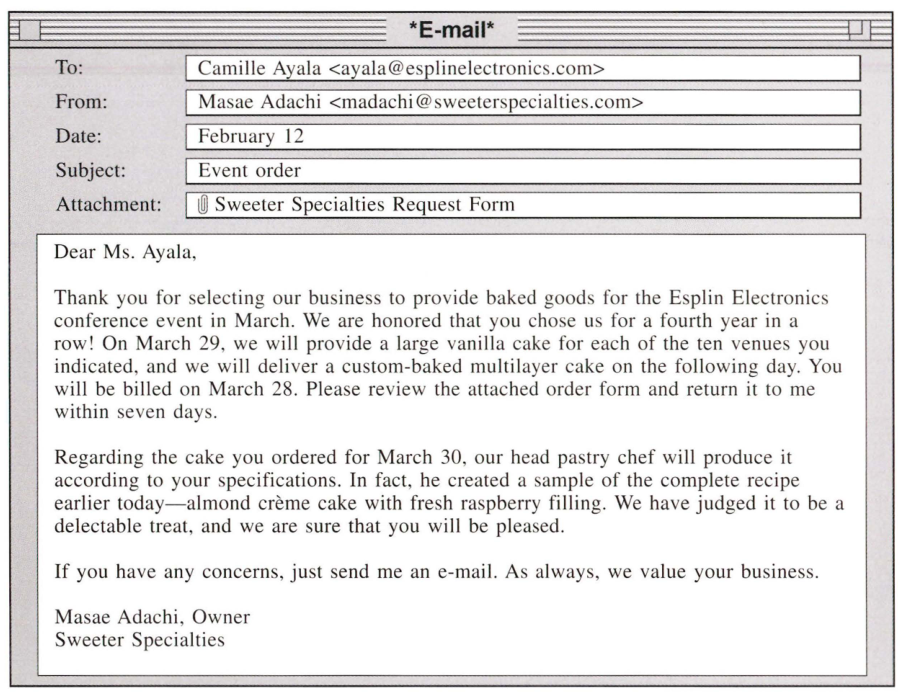 *E-mail*
To: Camille Ayala <ayala@esplinelectronics.com>
From: Masae Adachi <madachi@sweeterspecialties.com>
Date: February 12
Subject: Event order
Attachment: Sweeter Specialties Request Form
Dear Ms. Ayala,
Thank you for selecting our business to provide baked goods for the Esplin Electronics
conference event in March. We are honored that you chose us for a fourth year in a
row! On March 29, we will provide a large vanilla cake for each of the ten venues you
indicated, and we will deliver a custom-baked multilayer cake on the following day. You
will be billed on March 28. Please review the attached order form and return it to me
within seven days.
Regarding the cake you ordered for March 30, our head pastry chef will produce it
according to your specifications. In fact, he created a sample of the complete recipe
earlier today—almond crème cake with fresh raspberry filling. We have judged it to be a
delectable treat, and we are sure that you will be pleased.
If you have any concerns, just send me an e-mail. As always, we value your business.
Masae Adachi, Owner
Sweeter Specialties